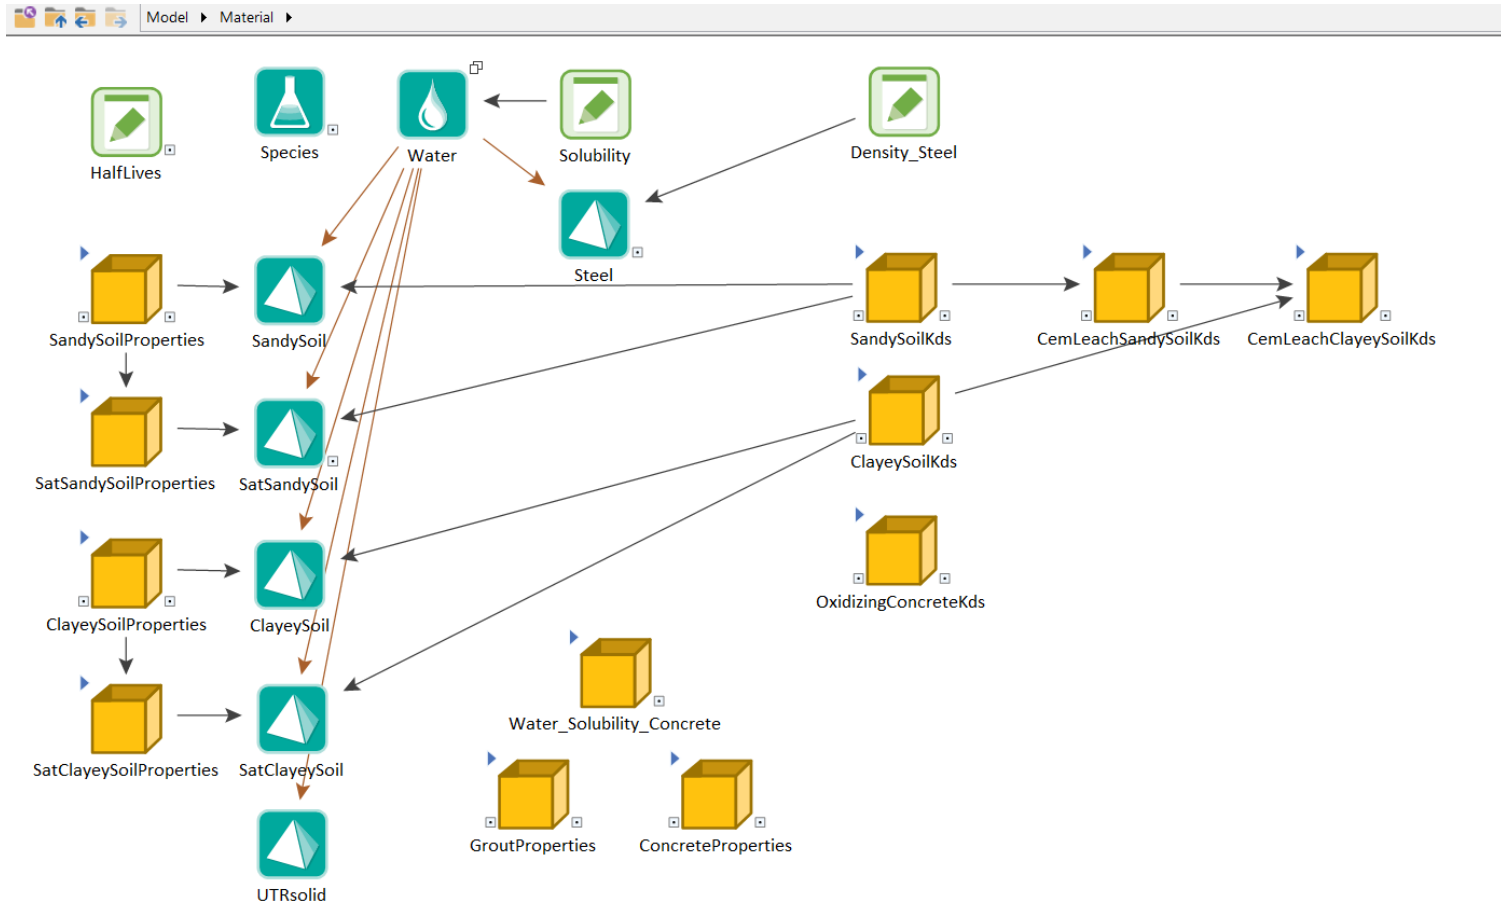 Model Material
HalfLives
Species
Water
Solubility
Density_Steel
Steel
SandySoilProperties
SandySoil
SandySoilKds
CemLeachSandySoilKds
CemLeachClayeySoilKds
SatSandySoilProperties
SatSandySoil
ClayeySoilKds
ClayeySoilProperties
ClayeySoil
OxidizingConcreteKds
Water_Solubility_Concrete
SatClayeySoilProperties
SatClayeySoil
GroutProperties
ConcreteProperties
UTRsolid